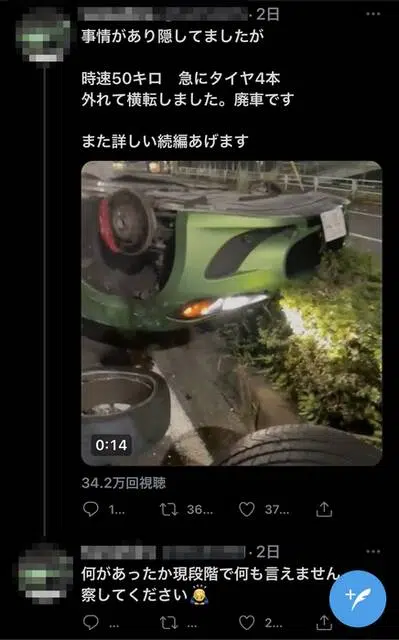 ・2日
事情があり隠してましたが
時速50キロ　急にタイヤ4本
外れて横転しました。廃車です
また詳しい続編あげます
0:14
34.2万回視聴
1... 36... 37...
・2日
何があったか現段階で何も言えません
察してください🙇
... ... 2...